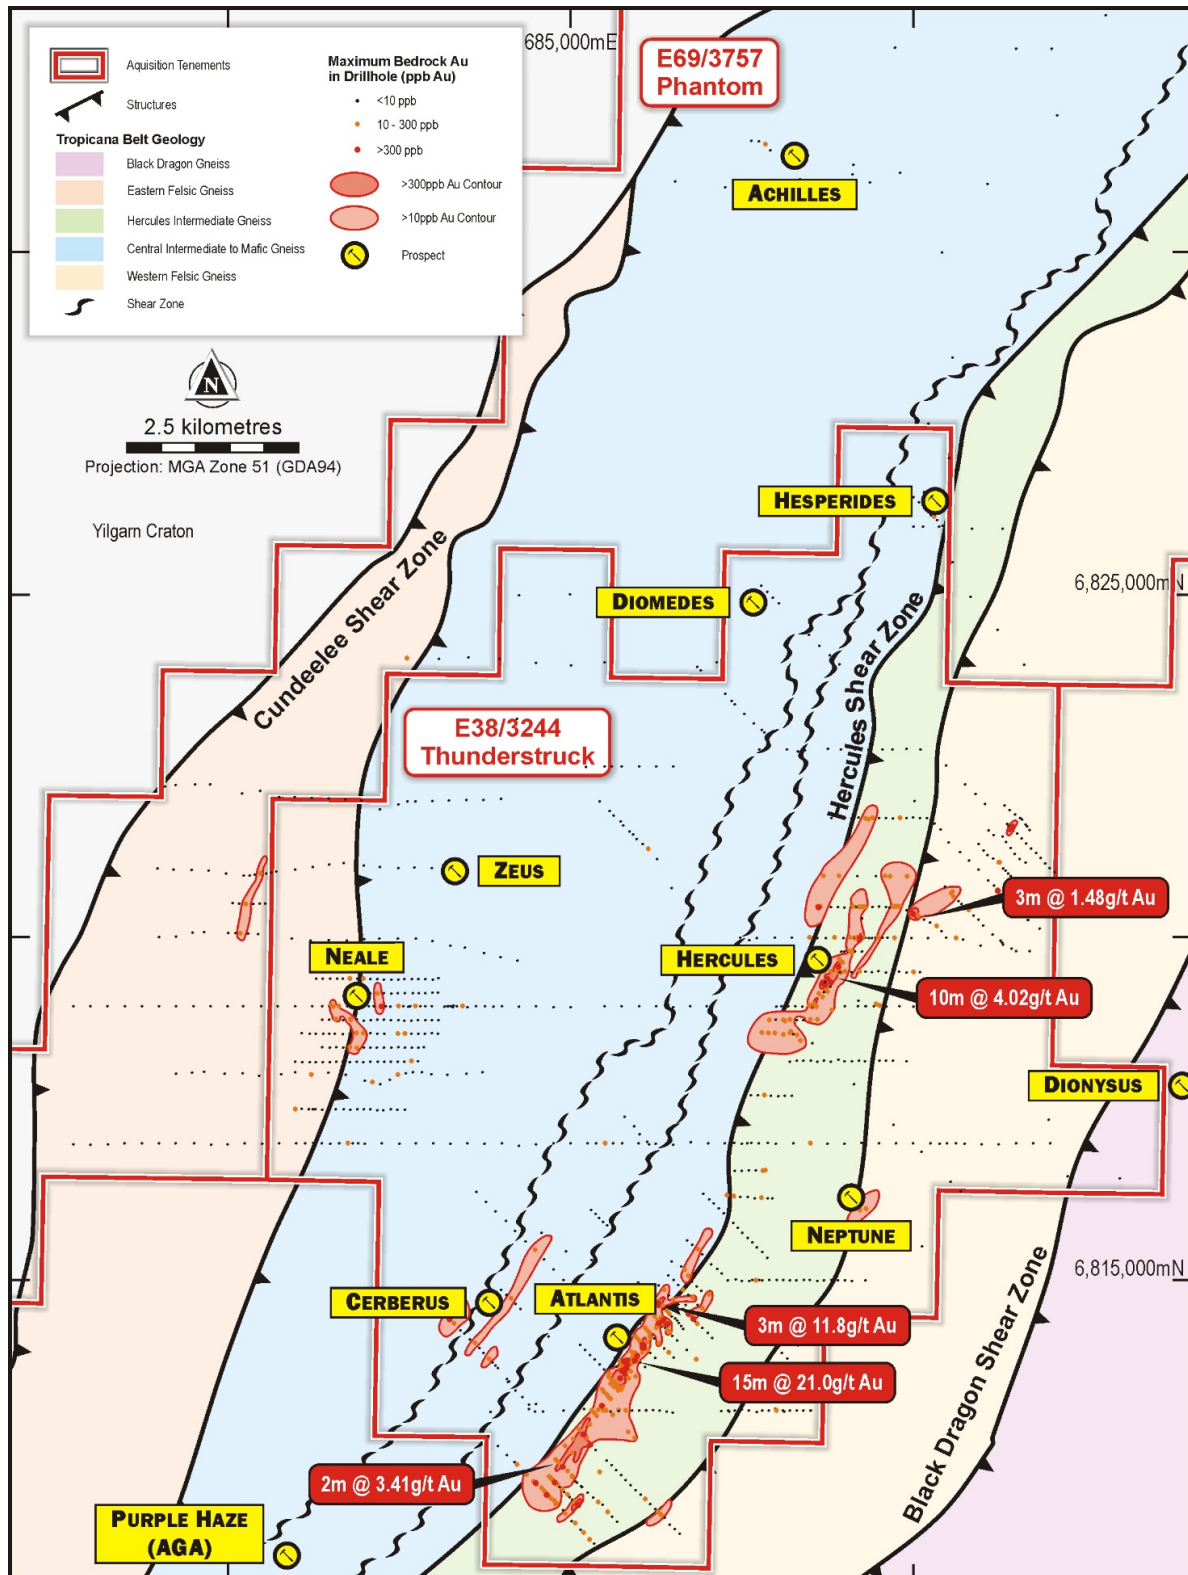 685,000mE
E69/3757
Phantom
Aquisition Tenements
Structures
Tropicana Belt Geology
Black Dragon Gneiss
Eastern Felsic Gneiss
Hercules Intermediate Gneiss
Central Intermediate to Mafic Gneiss
Western Felsic Gneiss
Shear Zone
Maximum Bedrock Au
in Drillhole (ppb Au)
<10 ppb
10 - 300 ppb
>300 ppb
>300ppb Au Contour
>10ppb Au Contour
Prospect
ACHILLES
N
2.5 kilometres
Projection: MGA Zone 51 (GDA94)
Yilgarn Craton
HESPERIDES
DIOMEDES
6,825,000mN
Cundeelee Shear Zone
Hercules Shear Zone
E38/3244
Thunderstruck
ZEUS
3m @ 1.48g/t Au
NEALE
HERCULES
10m @ 4.02g/t Au
DIONYSUS
NEPTUNE
6,815,000mN
CERBERUS
ATLANTIS
3m @ 11.8g/t Au
15m @ 21.0g/t Au
Black Dragon Shear Zone
2m @ 3.41g/t Au
PURPLE HAZE
(AGA)